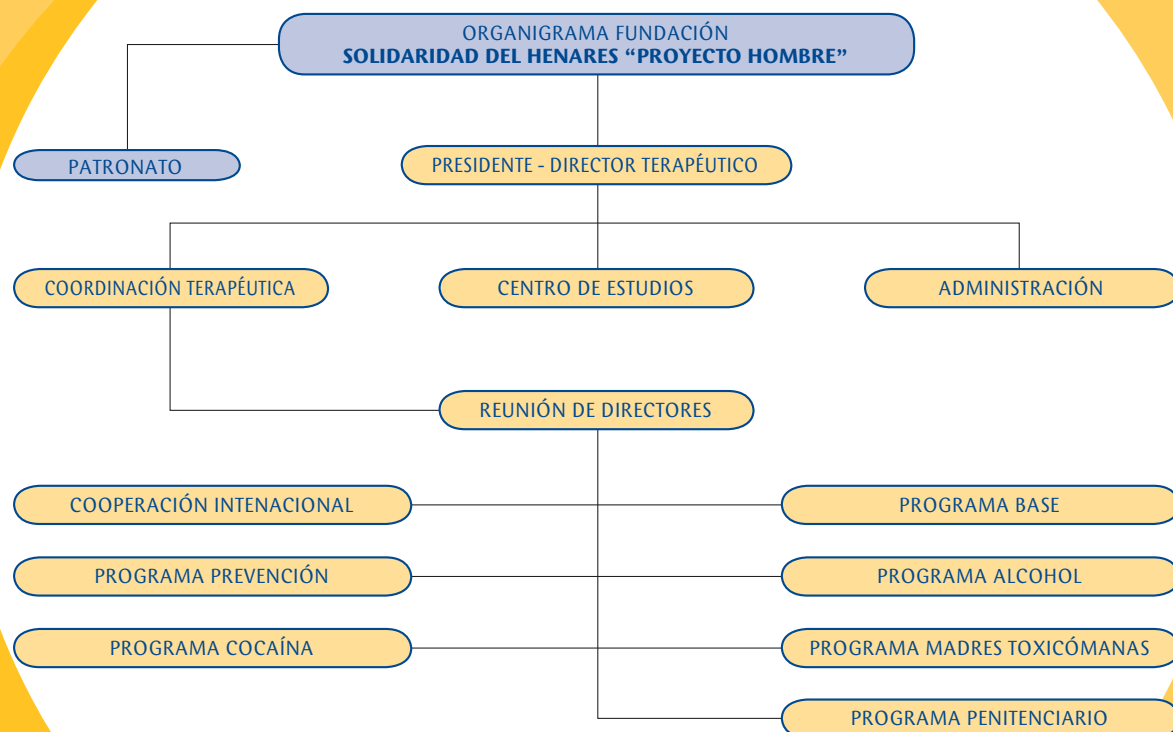 ORGANIGRAMA FUNDACIÓN
SOLIDARIDAD DEL HENARES “PROYECTO HOMBRE”
PATRONATO
PRESIDENTE - DIRECTOR TERAPÉUTICO
COORDINACIÓN TERAPÉUTICA
CENTRO DE ESTUDIOS
ADMINISTRACIÓN
REUNIÓN DE DIRECTORES
COOPERACIÓN INTENACIONAL
PROGRAMA BASE
PROGRAMA PREVENCIÓN
PROGRAMA ALCOHOL
PROGRAMA COCAÍNA
PROGRAMA MADRES TOXICÓMANAS
PROGRAMA PENITENCIARIO